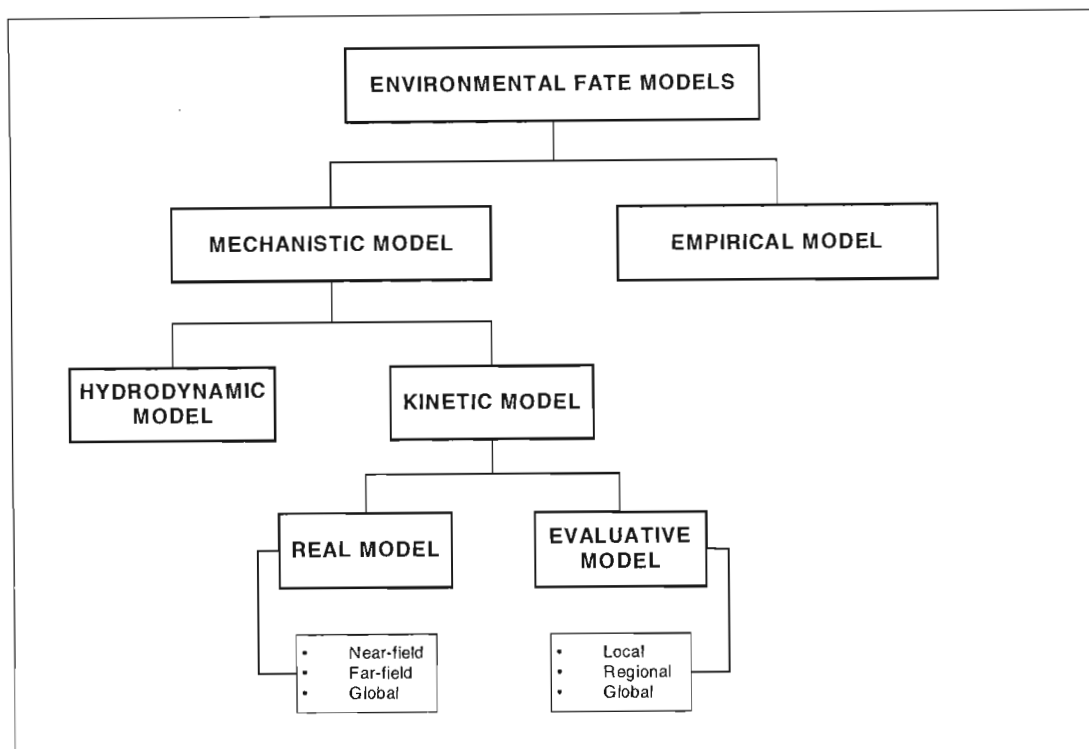 ENVIRONMENTAL FATE MODELS
MECHANISTIC MODEL
EMPIRICAL MODEL
HYDRODYNAMIC
MODEL
KINETIC MODEL
REAL MODEL
EVALUATIVE
MODEL
• Near-field
• Far-field
• Global
• Local
• Regional
• Global